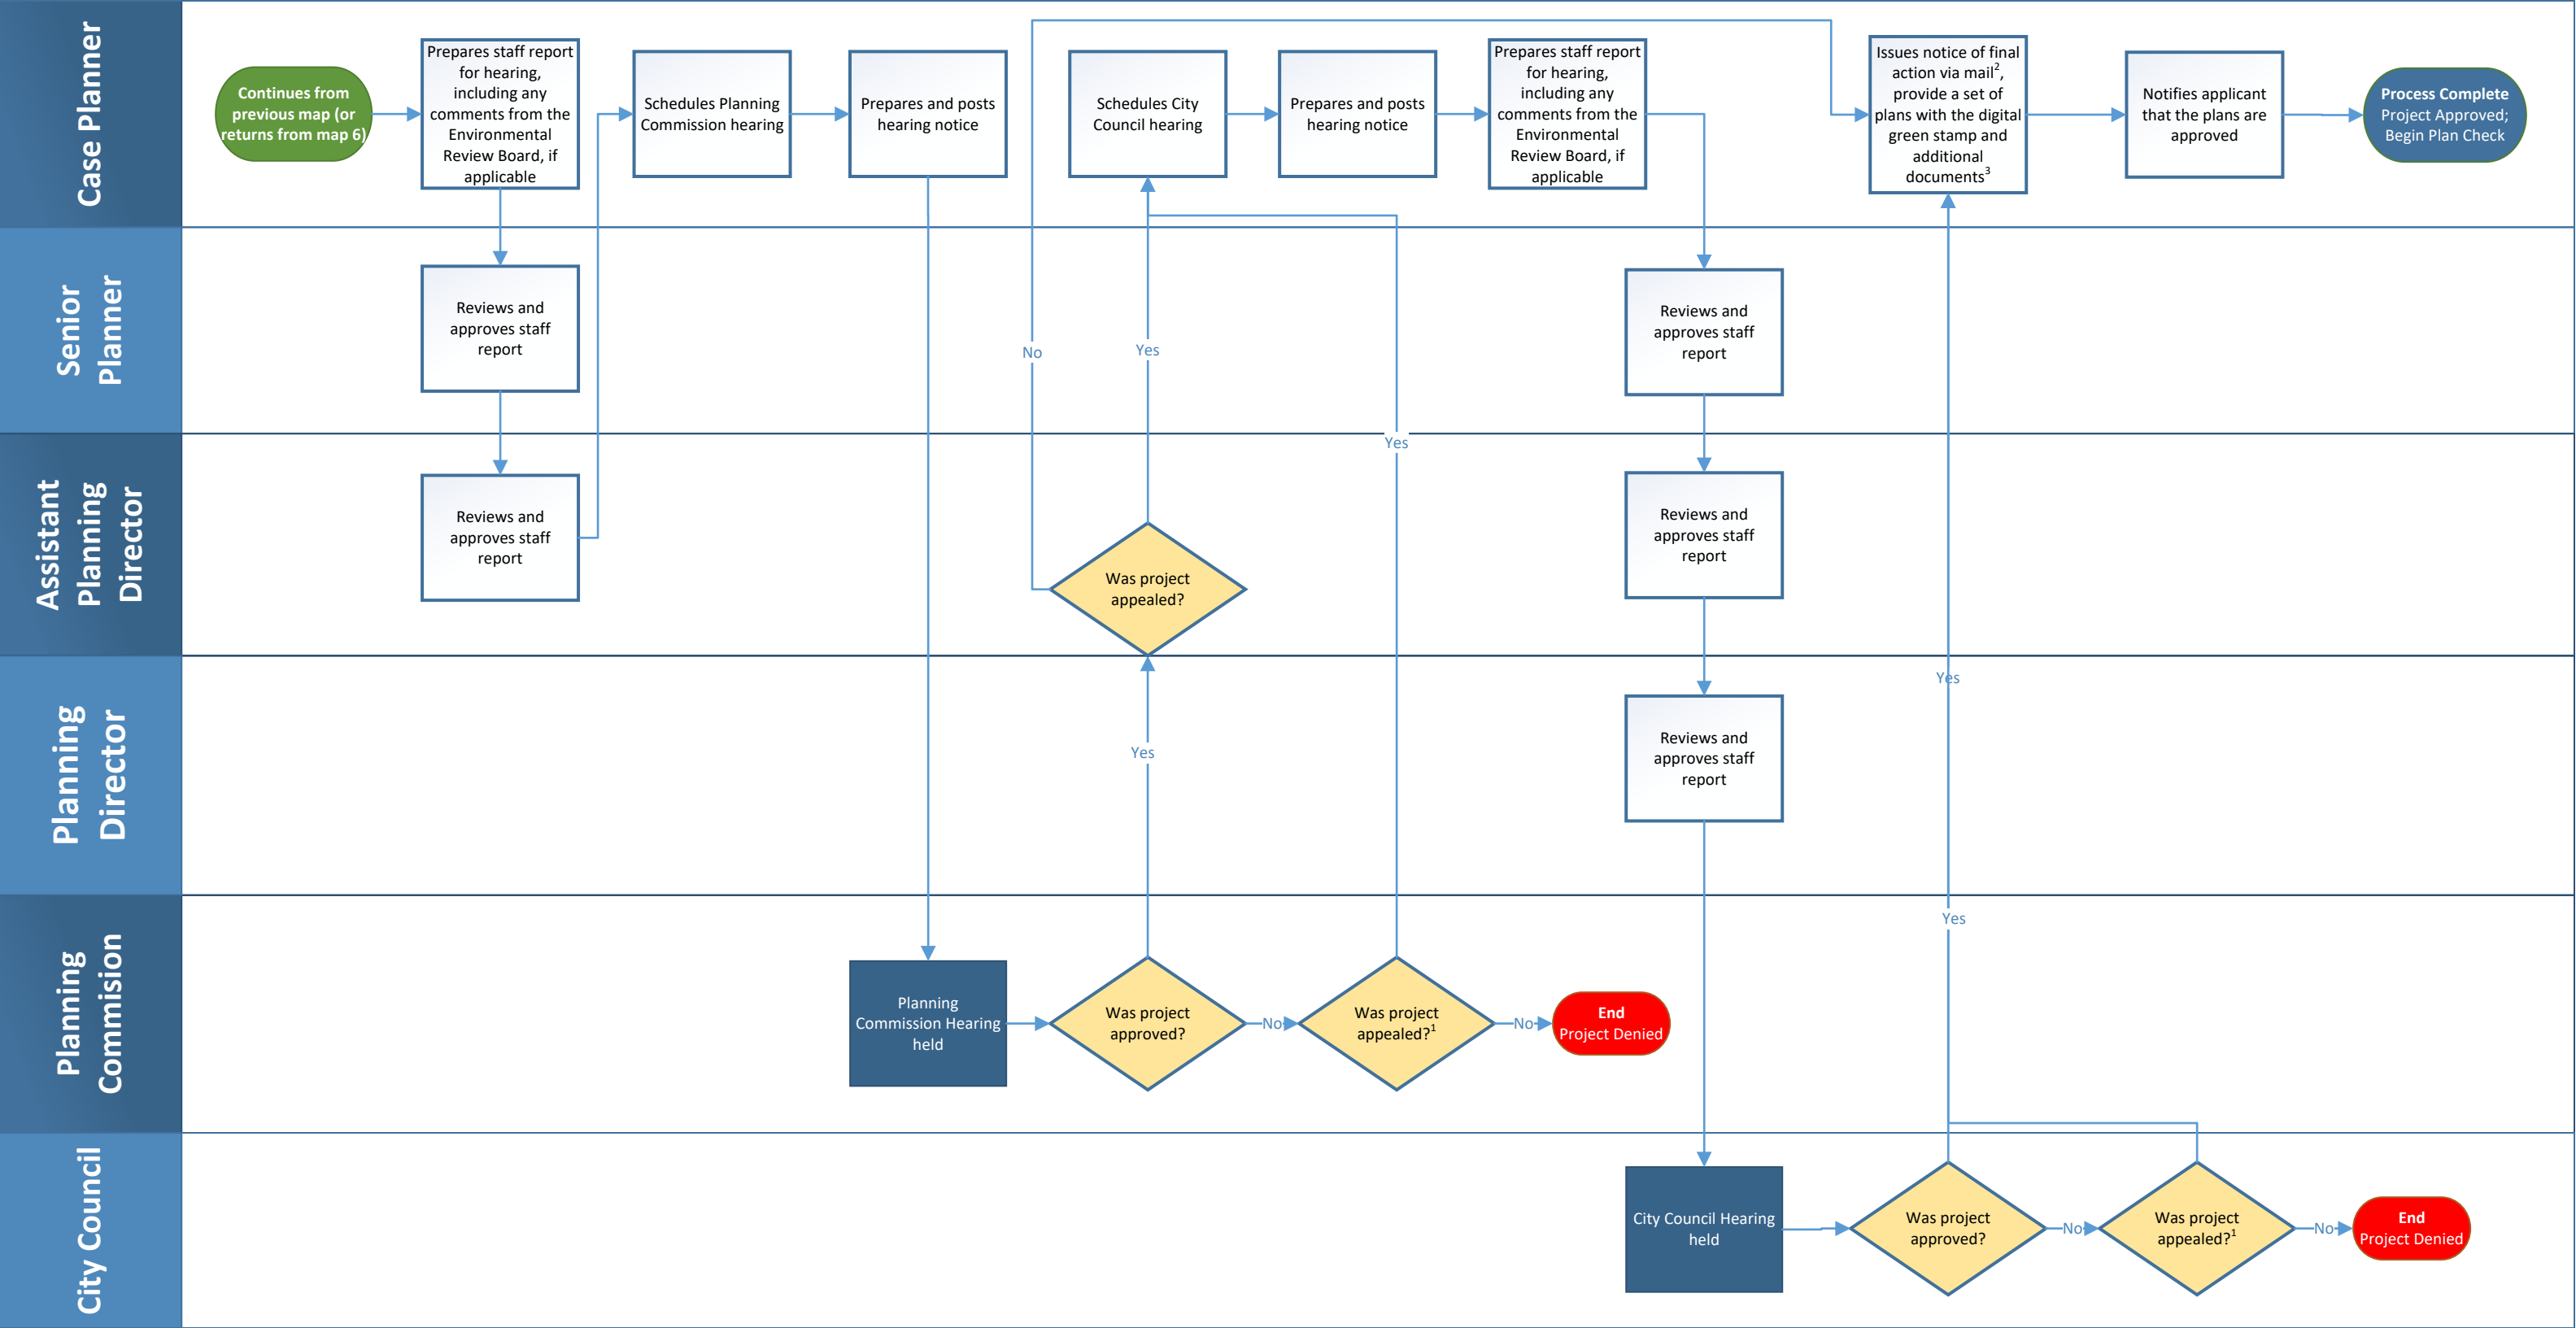 Case Planner
Continues from
previous map (or
returns from map 6)
Prepares staff report
for hearing,
including any
comments from the
Environmental
Review Board, if
applicable
Schedules Planning
Commission hearing
Prepares and posts
hearing notice
Schedules City
Council hearing
Prepares and posts
hearing notice
Prepares staff report
for hearing,
including any
comments from the
Environmental
Review Board, if
applicable
Issues notice of final
action via mail²,
provide a set of
plans with the digital
green stamp and
additional
documents³
Notifies applicant
that the plans are
approved
Process Complete
Project Approved;
Begin Plan Check
Senior
Planner
Reviews and
approves staff
report
No
Yes
Reviews and
approves staff
report
Assistant
Planning
Director
Reviews and
approves staff
report
Was project
appealed?
Yes
Reviews and
approves staff
report
Planning
Director
Yes
Reviews and
approves staff
report
Yes
Planning
Commision
Planning
Commission Hearing
held
Was project
approved?
No
Was project
appealed?¹
No
End
Project Denied
Yes
City Council
City Council Hearing
held
Was project
approved?
No
Was project
appealed?¹
No
End
Project Denied